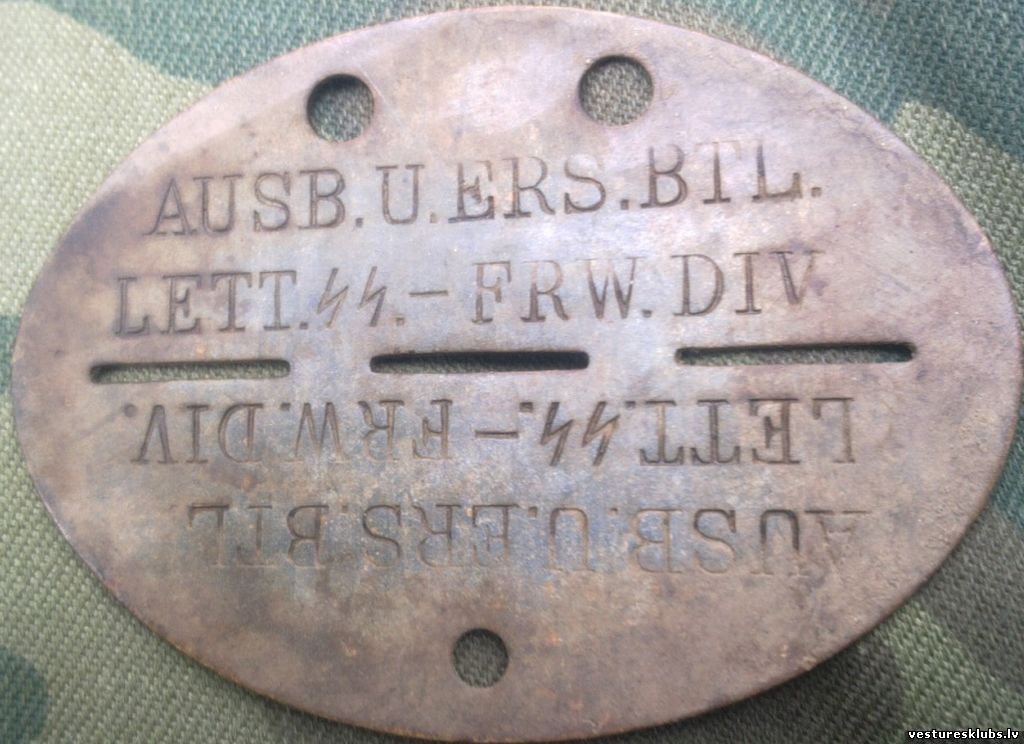 AUSB.U.ERS.BTL.
LETT.ᛋᛋ.-FRW.DIV
LETT.ᛋᛋ.-FRW.DIV.
AUSB.U.ERS.BTL
vesturesklubs.lv